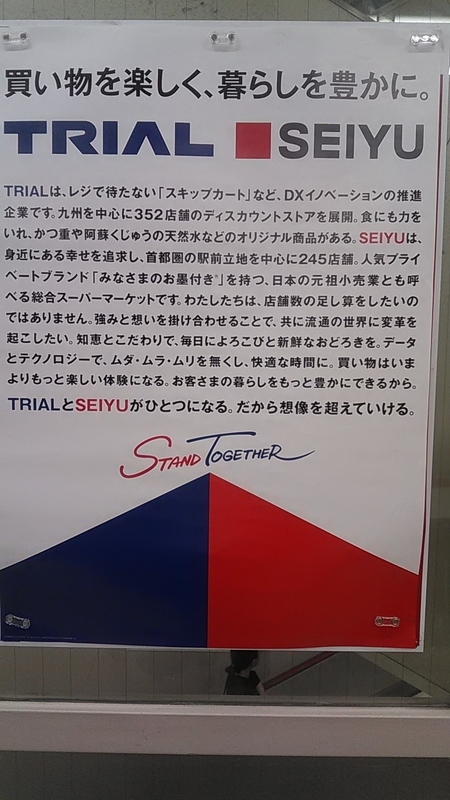 買い物を楽しく、暮らしを豊かに。
TRIAL SEIYU
TRIALは、レジで待たない「スキップカート」など、DXイノベーションの推進
企業です。九州を中心に352店舗のディスカウントストアを展開。食にも力を
いれ、かつ重や阿蘇くじゅうの天然水などのオリジナル商品がある。SEIYUは、
身近にある幸せを追求し、首都圏の駅前立地を中心に245店舗。人気プライ
ベートブランド「みなさまのお墨付き®」を持つ、日本の元祖小売業とも呼
べる総合スーパーマーケットです。わたしたちは、店舗数の足し算をしたいの
ではありません。強みと想いを掛け合わせることで、共に流通の世界に変革を
起こしたい。知恵とこだわりで、毎日によろこびと新鮮なおどろきを。データ
とテクノロジーで、ムダ・ムラ・ムリを無くし、快適な時間に。買い物はいま
よりもっと楽しい体験になる。お客さまの暮らしをもっと豊かにできるから。
TRIALとSEIYUがひとつになる。だから想像を超えていける。
STAND TOGETHER